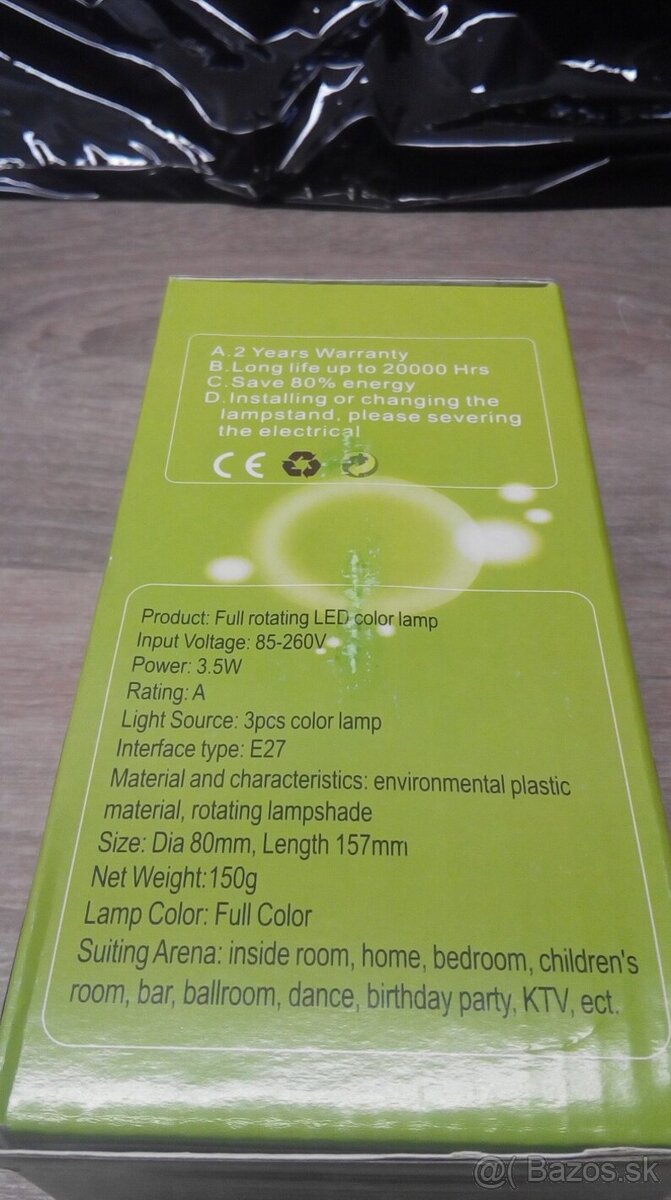 A.2 Years Warranty
B.Long life up to 20000 Hrs
C.Save 80% energy
D.Installing or changing the
lampstand, please severing
the electrical
CE
Product: Full rotating LED color lamp
Input Voltage: 85-260V
Power: 3.5W
Rating: A
Light Source: 3pcs color lamp
Interface type: E27
Material and characteristics: environmental plastic
material, rotating lampshade
Size: Dia 80mm, Length 157mm
Net Weight:150g
Lamp Color: Full Color
Suiting Arena: inside room, home, bedroom, children's
room, bar, ballroom, dance, birthday party, KTV, ect.
@( Bazos.sk